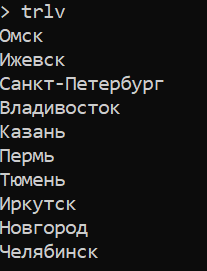 > trlv
Омск
Ижевск
Санкт-Петербург
Владивосток
Казань
Пермь
Тюмень
Иркутск
Новгород
Челябинск